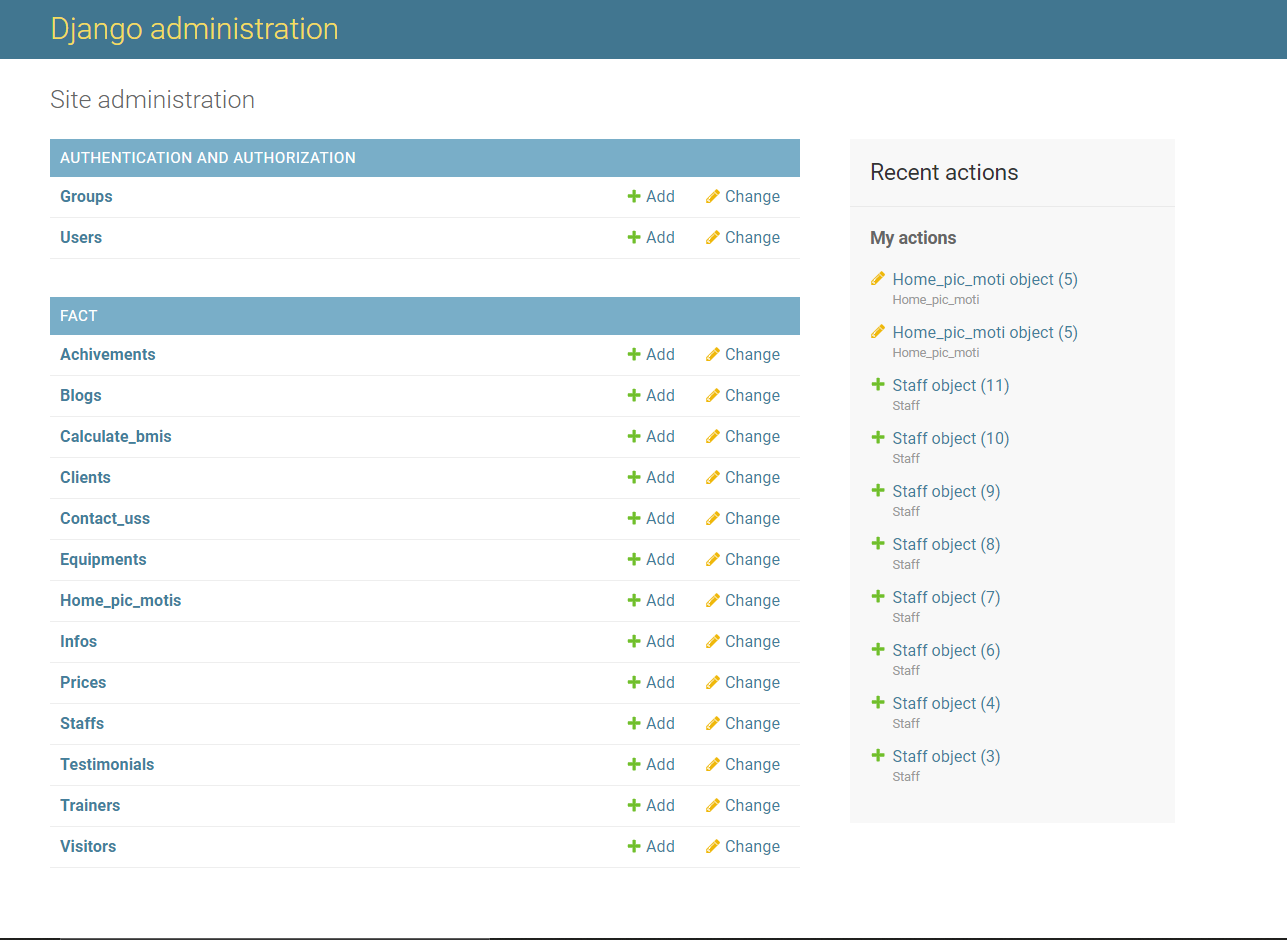 Django administration
Site administration
AUTHENTICATION AND AUTHORIZATION
Groups Add Change
Users Add Change
FACT
Achivements Add Change
Blogs Add Change
Calculate_bmis Add Change
Clients Add Change
Contact_uss Add Change
Equipments Add Change
Home_pic_motis Add Change
Infos Add Change
Prices Add Change
Staffs Add Change
Testimonials Add Change
Trainers Add Change
Visitors Add Change
Recent actions
My actions
Home_pic_moti object (5)
Home_pic_moti
Home_pic_moti object (5)
Home_pic_moti
Staff object (11)
Staff
Staff object (10)
Staff
Staff object (9)
Staff
Staff object (8)
Staff
Staff object (7)
Staff
Staff object (6)
Staff
Staff object (4)
Staff
Staff object (3)
Staff